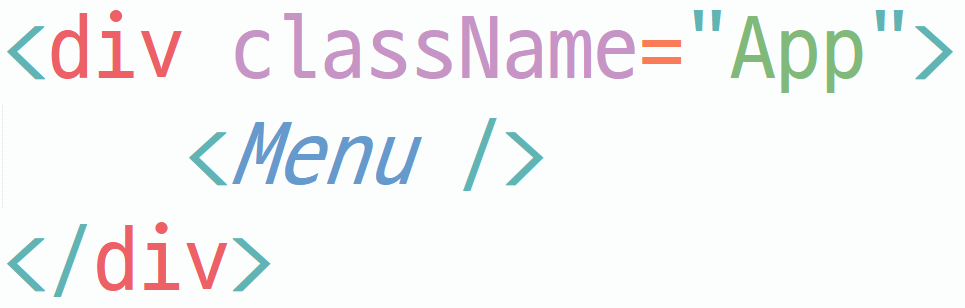 <div className="App">
    <Menu />
</div>